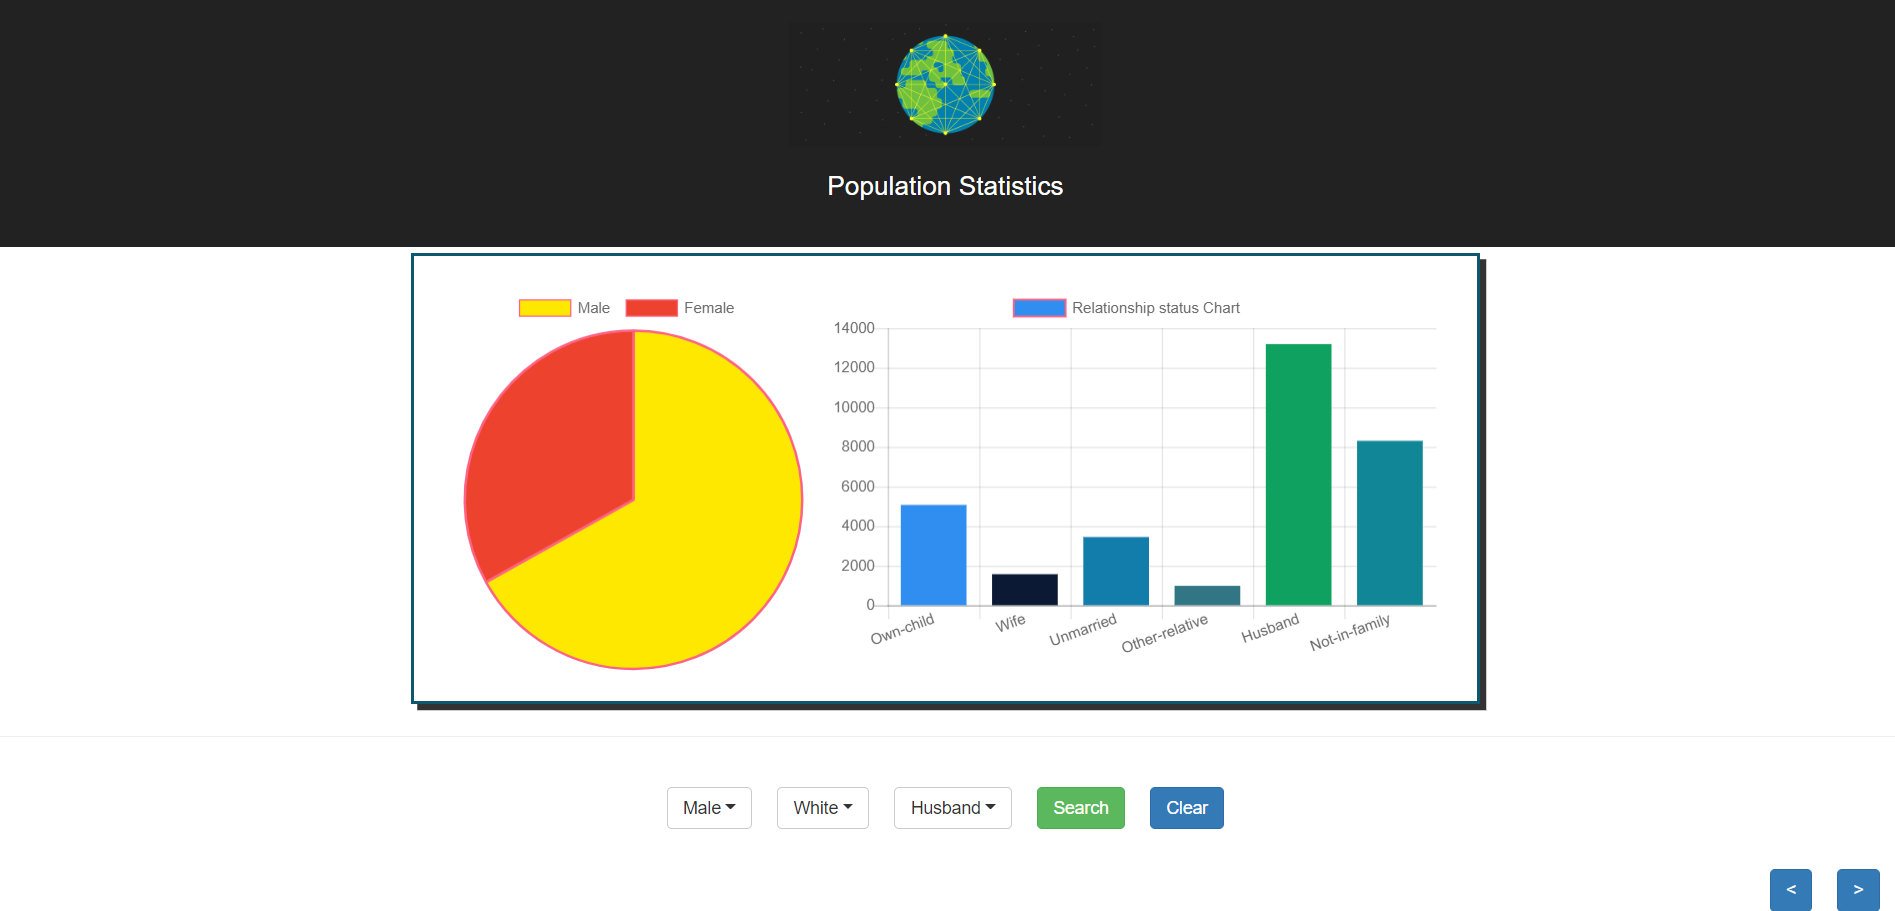 Population Statistics
Male Female
Relationship status Chart
14000
12000
10000
8000
6000
4000
2000
0
Own-child Wife Unmarried Other-relative Husband Not-in-family
Male White Husband Search Clear
< >